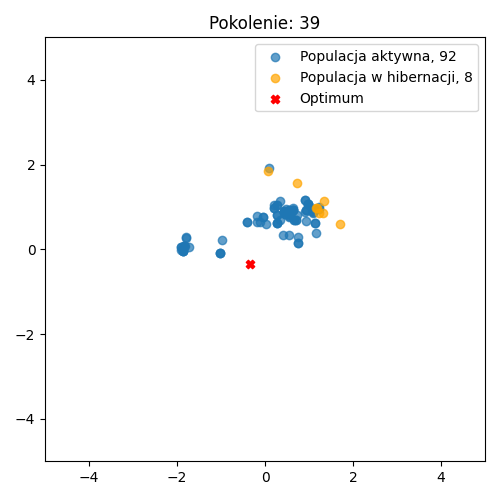 Pokolenie: 39
Populacja aktywna, 92
Populacja w hibernacji, 8
Optimum
4
2
0
−2
−4
−4 −2 0 2 4